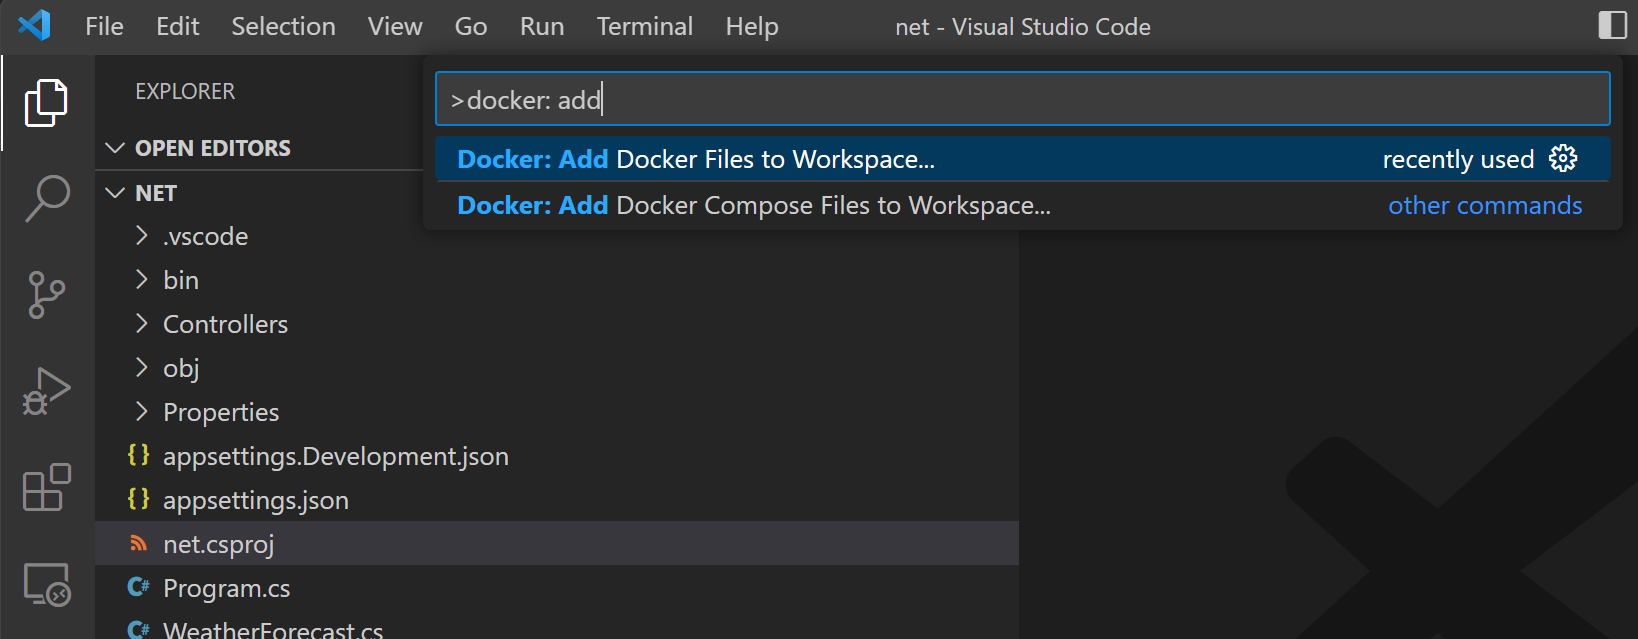 File Edit Selection View Go Run Terminal Help net - Visual Studio Code
EXPLORER
>docker: add
Docker: Add Docker Files to Workspace... recently used
Docker: Add Docker Compose Files to Workspace... other commands
OPEN EDITORS
NET
.vscode
bin
Controllers
obj
Properties
{} appsettings.Development.json
{} appsettings.json
net.csproj
C# Program.cs
C# WeatherForecast.cs